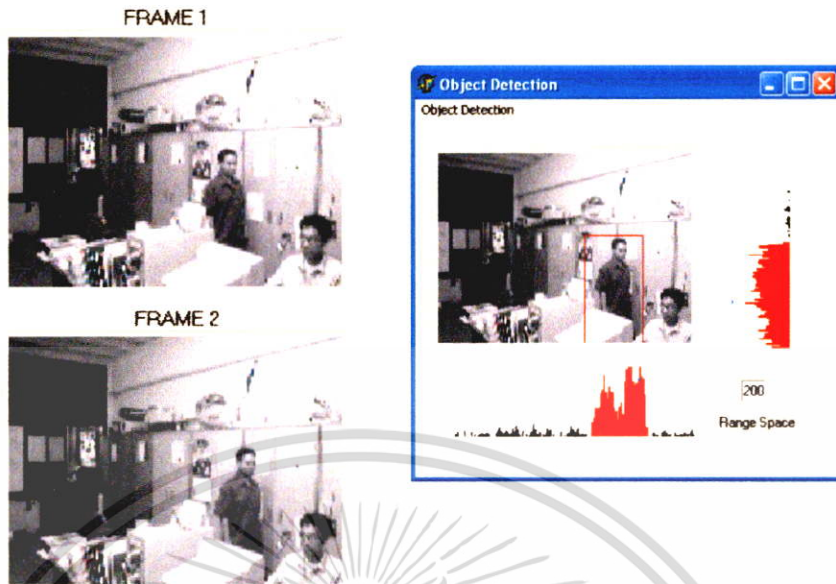 FRAME 1
Object Detection
Object Detection
FRAME 2
200
Range Space